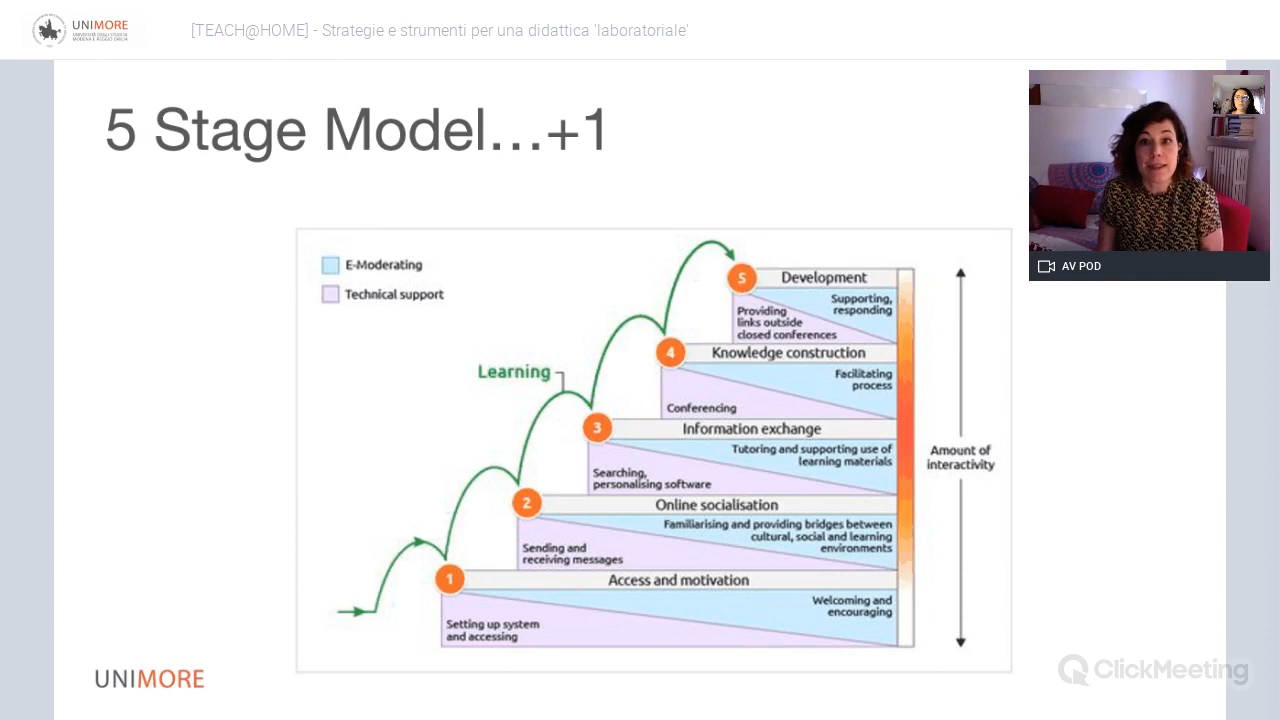 UNIMORE
UNIVERSITÀ DEGLI STUDI DI
MODENA E REGGIO EMILIA
[TEACH@HOME] - Strategie e strumenti per una didattica 'laboratoriale'
5 Stage Model...+1
AV POD
E-Moderating
Technical support
Learning
5
Development
Supporting,
responding
Providing
links outside
closed conferences
4
Knowledge construction
Facilitating
process
Conferencing
3
Information exchange
Tutoring and supporting use of
learning materials
Searching,
personalising software
2
Online socialisation
Familiarising and providing bridges between
cultural, social and learning
environments
Sending and
receiving messages
1
Access and motivation
Welcoming and
encouraging
Setting up system
and accessing
Amount of
interactivity
UNIMORE
ClickMeeting